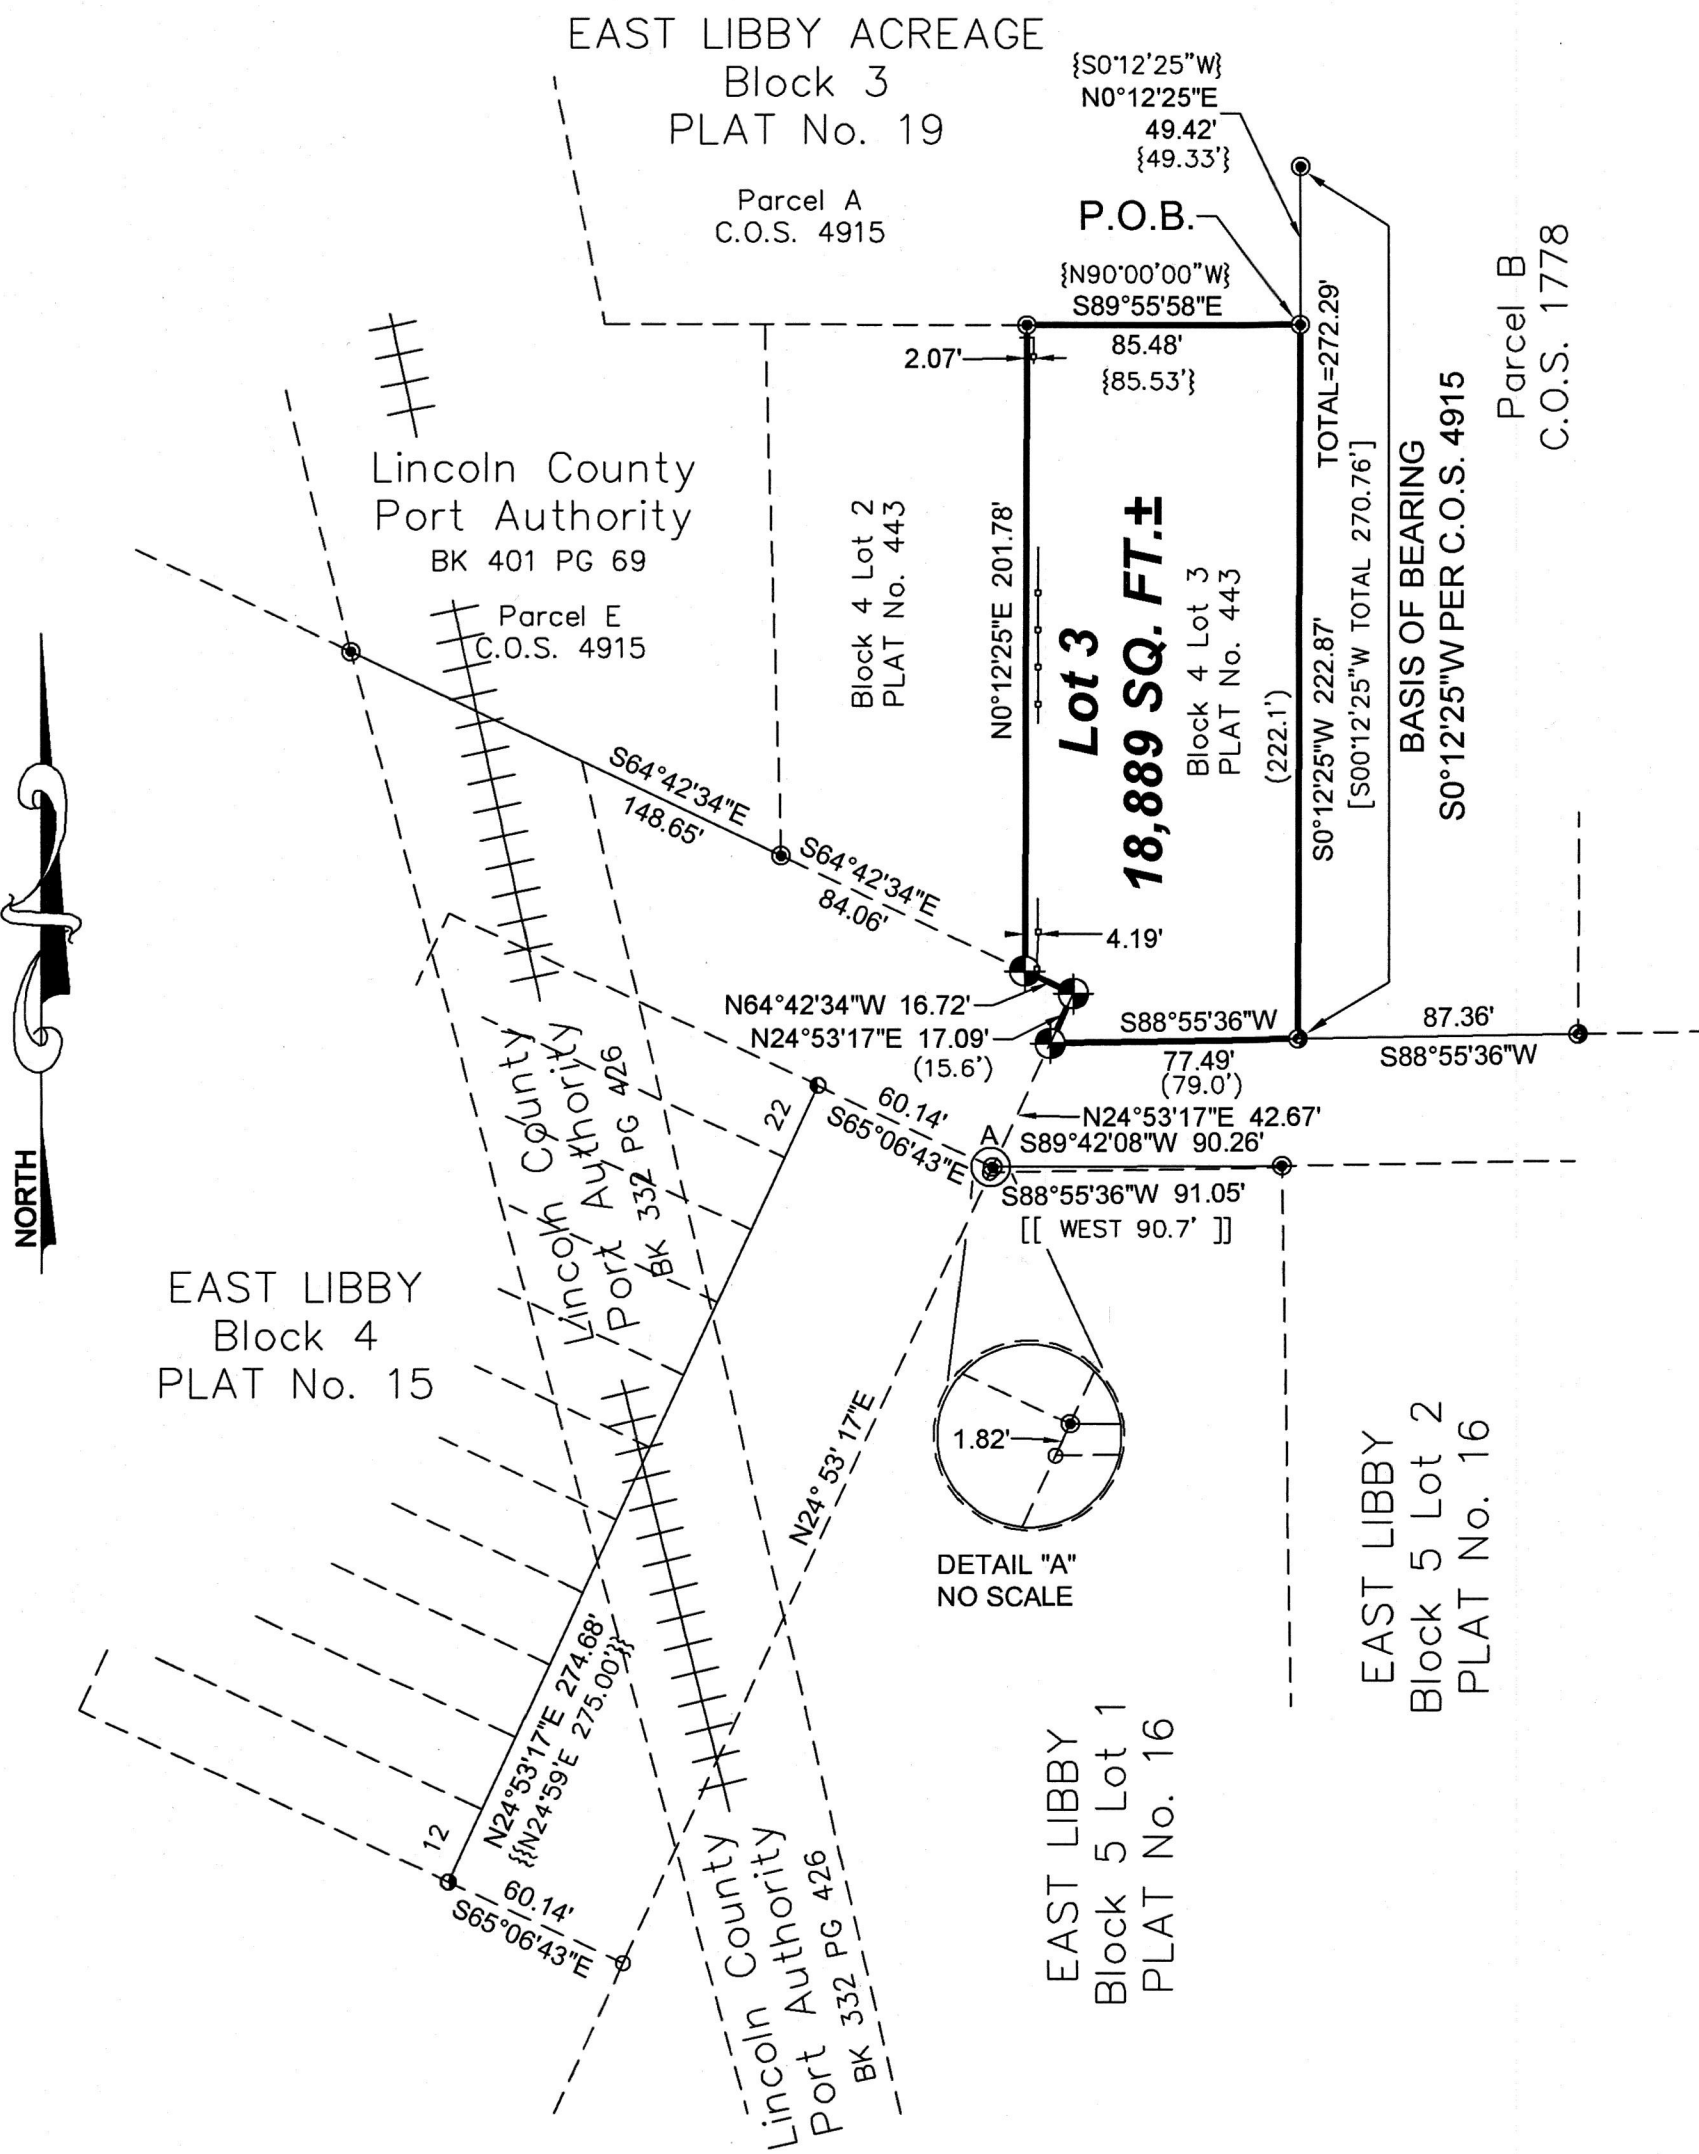 EAST LIBBY ACREAGE
Block 3
PLAT No. 19
Parcel A
C.O.S. 4915
{S0°12'25"W}
N0°12'25"E
49.42'
{49.33'}
P.O.B.
{N90°00'00"W}
S89°55'58"E
85.48'
{85.53'}
2.07'
TOTAL=272.29'
[S00°12'25"W TOTAL 270.76']
S0°12'25"W 222.87'
(222.1')
BASIS OF BEARING
S0°12'25"W PER C.O.S. 4915
Parcel B
C.O.S. 1778
Lincoln County
Port Authority
BK 401 PG 69
Parcel E
C.O.S. 4915
Block 4 Lot 2
PLAT No. 443
N0°12'25"E 201.78'
Lot 3
18,889 SQ. FT.±
Block 4 Lot 3
PLAT No. 443
S64°42'34"E
148.65'
S64°42'34"E
84.06'
4.19'
N64°42'34"W 16.72'
N24°53'17"E 17.09'
(15.6')
S88°55'36"W
77.49'
(79.0')
87.36'
S88°55'36"W
N24°53'17"E 42.67'
A
S89°42'08"W 90.26'
S88°55'36"W 91.05'
[[ WEST 90.7' ]]
60.14'
S65°06'43"E
22
Lincoln County
Port Authority
BK 332 PG 426
NORTH
EAST LIBBY
Block 4
PLAT No. 15
N24°53'17"E
1.82'
DETAIL "A"
NO SCALE
EAST LIBBY
Block 5 Lot 2
PLAT No. 16
EAST LIBBY
Block 5 Lot 1
PLAT No. 16
N24°53'17"E 274.68'
{{N24°59'E 275.00'}}
12
60.14'
S65°06'43"E
Lincoln County
Port Authority
BK 332 PG 426